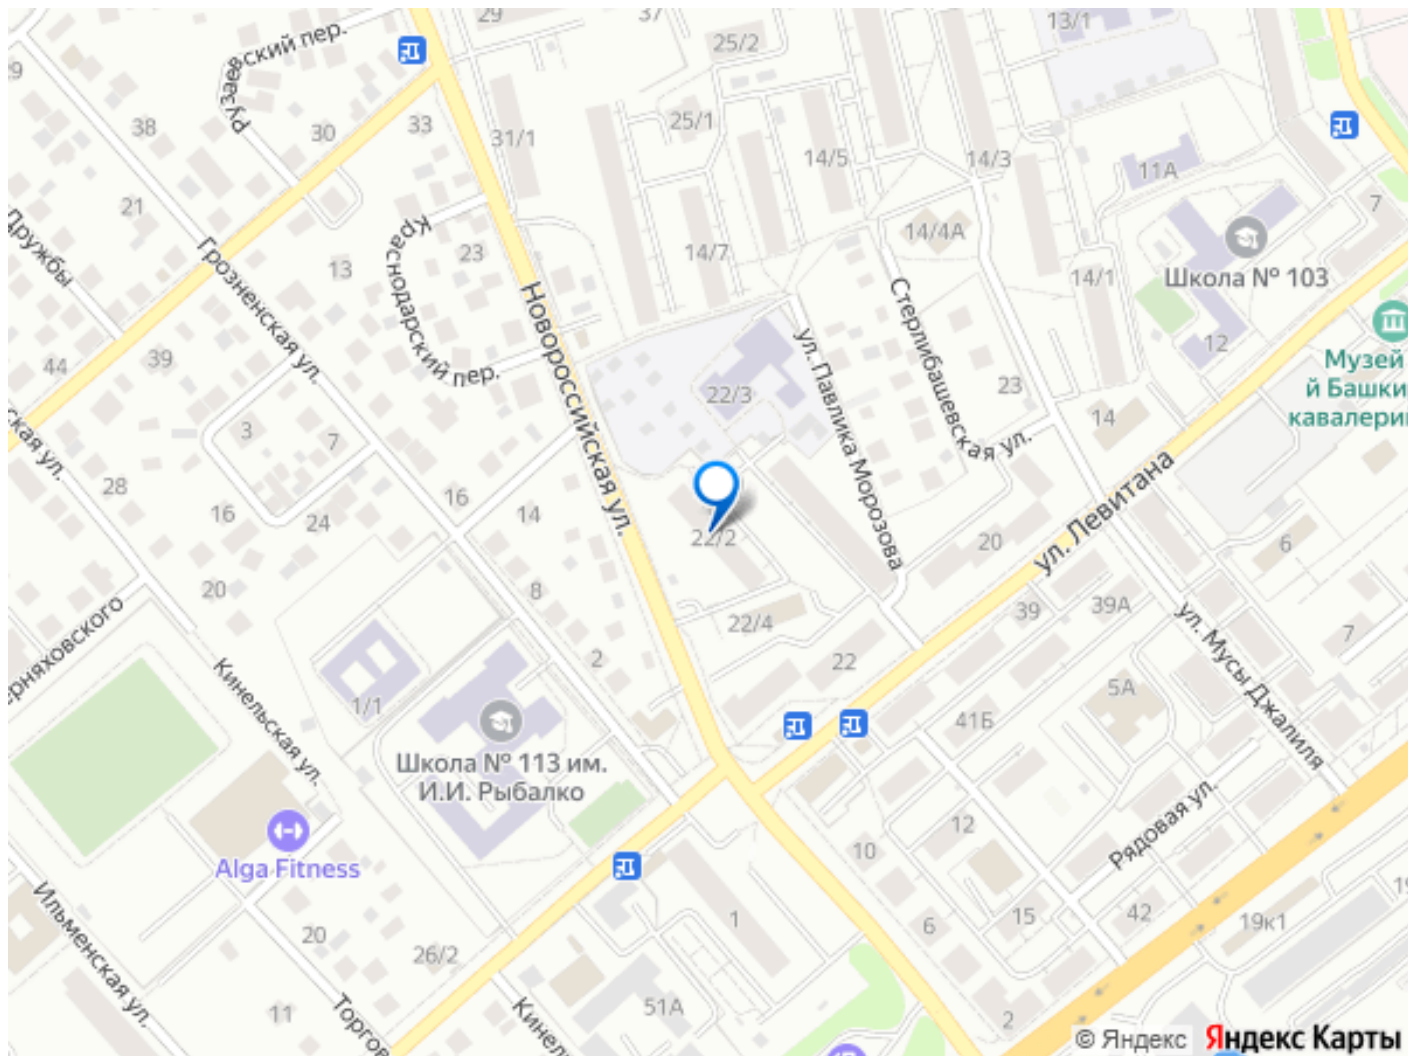 29
37
13/1
25/2
Рузаевский пер.
38
30
33
31/1
25/1
14/5
14/3
11А
7
21
Дружбы
Грозненская ул.
13
Краснодарский пер.
23
14/7
14/4А
14/1
Школа № 103
12
Новороссийская ул.
ул. Павлика Морозова
Стерлибашевская ул.
23
14
Музей
й Башки
кавалери
44
39
3
7
22/3
ская ул.
28
16
24
16
14
22/2
20
ул. Левитана
6
20
8
2
22/4
22
39
39А
ул. Мусы Джалиля
7
5А
41Б
ерняховского
Кинельская ул.
1/1
Школа № 113 им.
И.И. Рыбалко
Alga Fitness
Рядовая ул.
12
10
6
15
42
19к1
19
1
20
26/2
Ильменская ул.
11
Торгов
Кинел
51А
2
© Яндекс Яндекс Карты